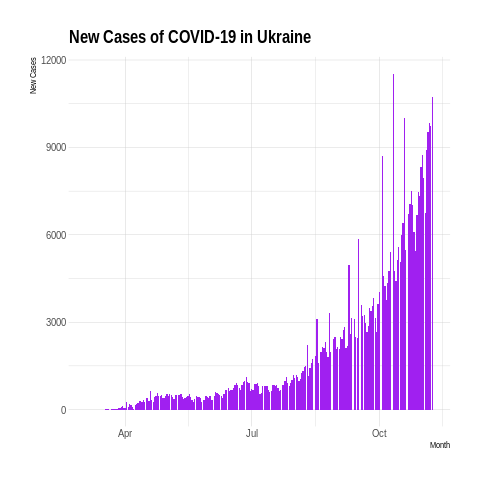 New Cases of COVID-19 in Ukraine
New Cases
12000
9000
6000
3000
0
Apr
Jul
Oct
Month